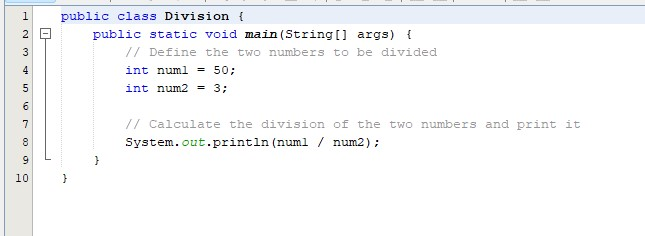 1 public class Division {
2 public static void main(String[] args) {
3 // Define the two numbers to be divided
4 int num1 = 50;
5 int num2 = 3;
6
7 // Calculate the division of the two numbers and print it
8 System.out.println(num1 / num2);
9 }
10 }